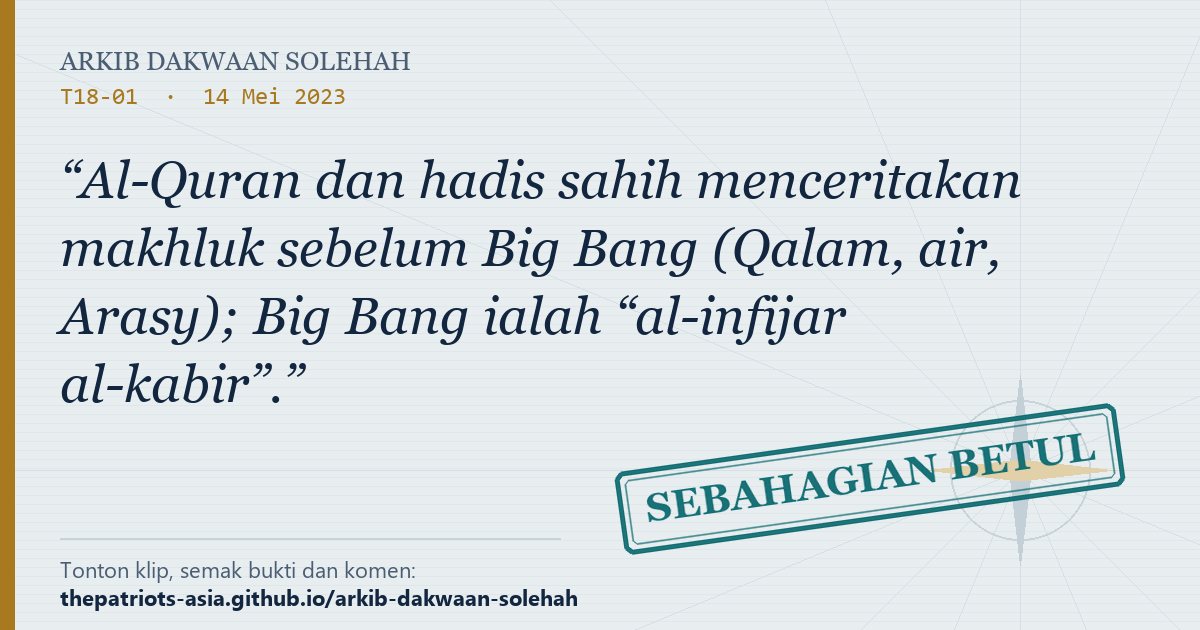 ARKIB DAKWAAN SOLEHAH
T18-01 · 14 Mei 2023
“Al-Quran dan hadis sahih menceritakan
makhluk sebelum Big Bang (Qalam, air,
Arasy); Big Bang ialah “al-infijar
al-kabir”.”
SEBAHAGIAN BETUL
Tonton klip, semak bukti dan komen:
thepatriots-asia.github.io/arkib-dakwaan-solehah